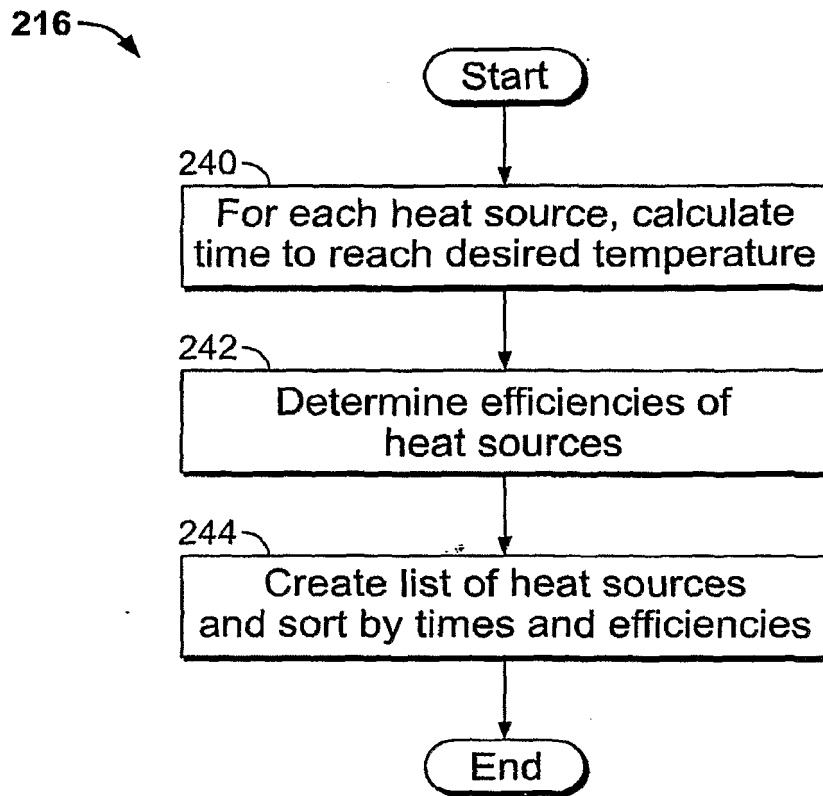 216
Start
240
For each heat source, calculate
time to reach desired temperature
242
Determine efficiencies of
heat sources
244
Create list of heat sources
and sort by times and efficiencies
End